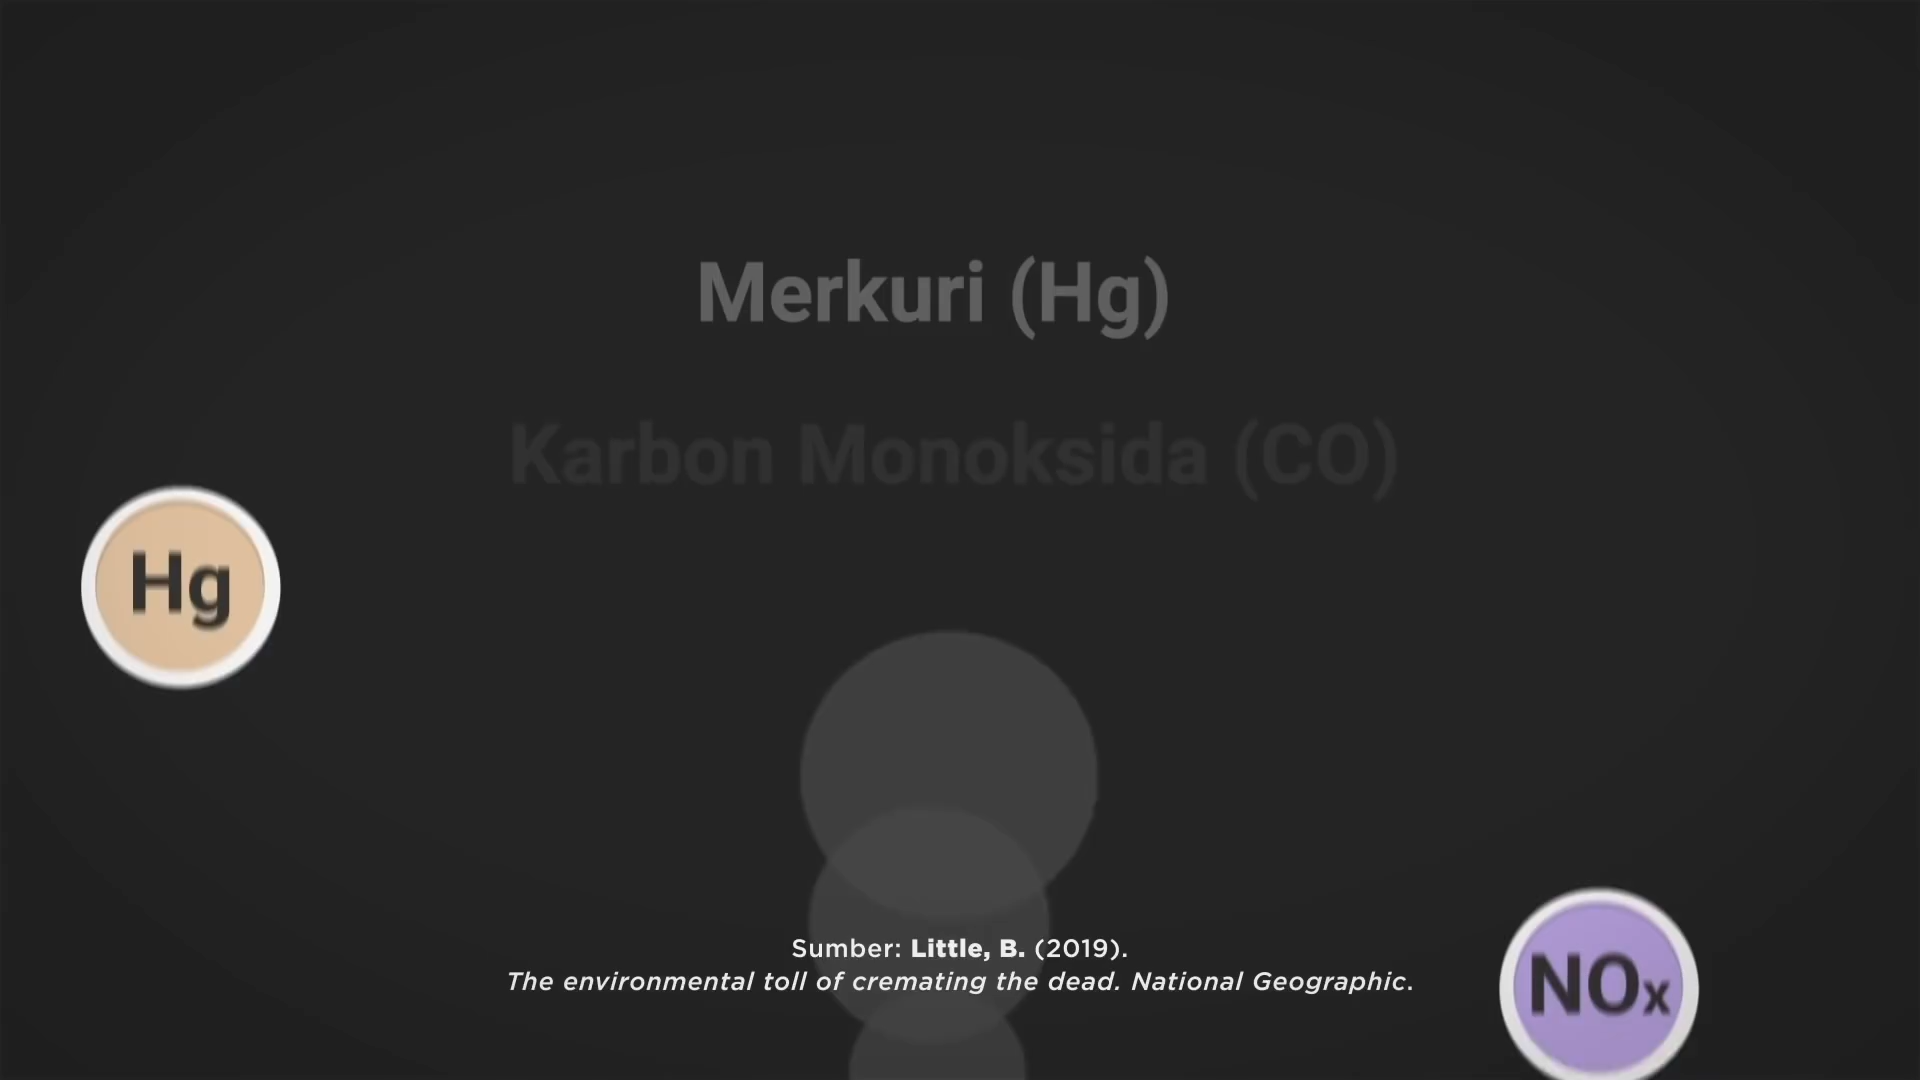 Merkuri (Hg)
Karbon Monoksida (CO)
Hg
Sumber: Little, B. (2019).
The environmental toll of cremating the dead. National Geographic.
NOx